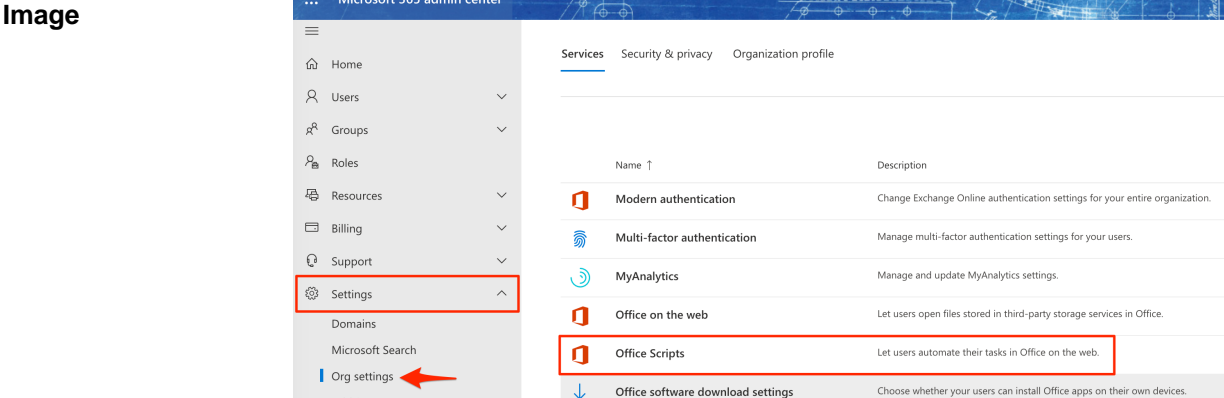 Image
Microsoft 365 admin center
Home
Users
Groups
Roles
Resources
Billing
Support
Settings
Domains
Microsoft Search
Org settings
Services Security & privacy Organization profile
Name ↑ Description
Modern authentication Change Exchange Online authentication settings for your entire organization.
Multi-factor authentication Manage multi-factor authentication settings for your users.
MyAnalytics Manage and update MyAnalytics settings.
Office on the web Let users open files stored in third-party storage services in Office.
Office Scripts Let users automate their tasks in Office on the web.
Office software download settings Choose whether your users can install Office apps on their own devices.